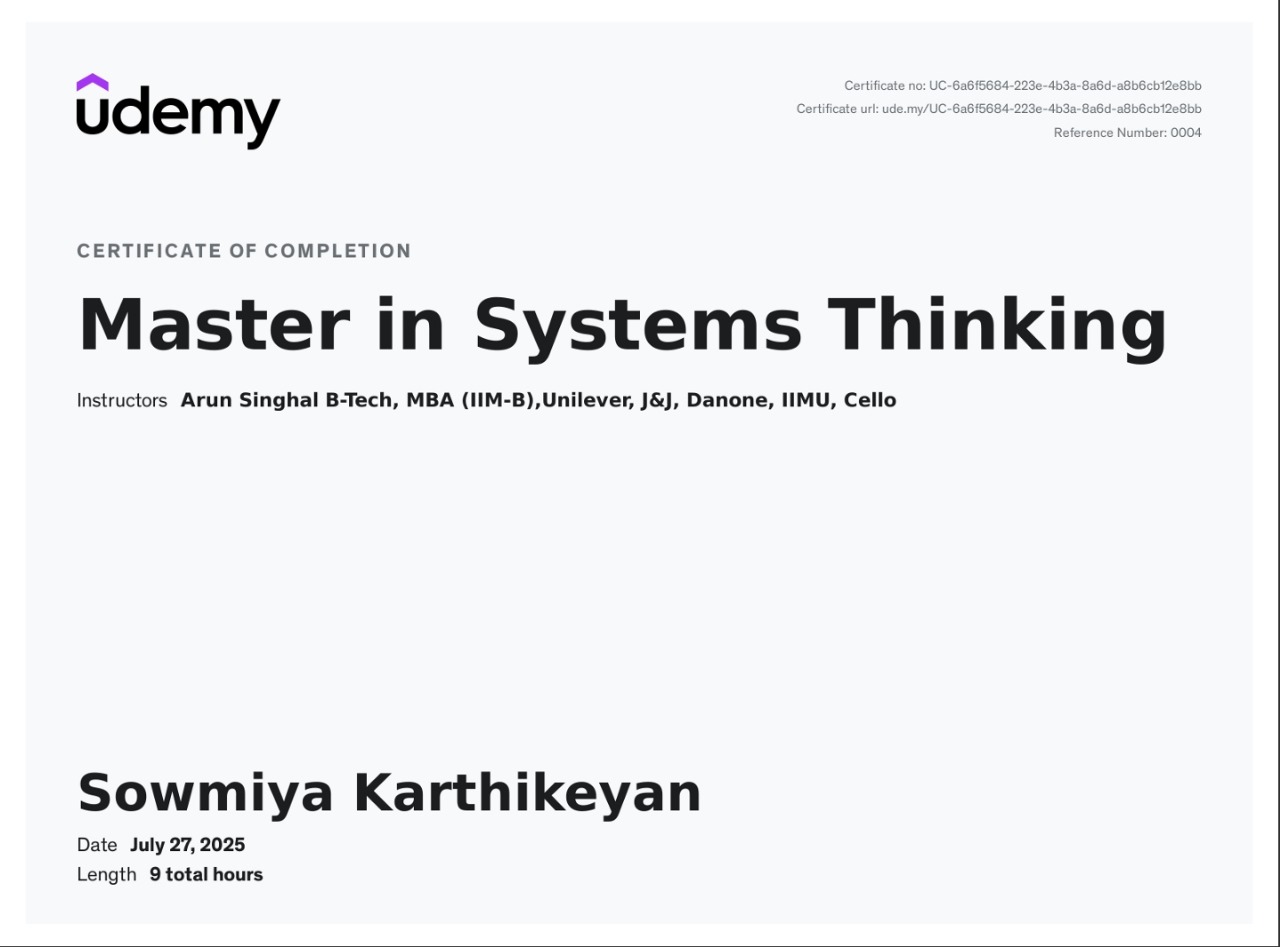 udemy
Certificate no: UC-6a6f5684-223e-4b3a-8a6d-a8b6cb12e8bb
Certificate url: ude.my/UC-6a6f5684-223e-4b3a-8a6d-a8b6cb12e8bb
Reference Number: 0004
CERTIFICATE OF COMPLETION
Master in Systems Thinking
Instructors Arun Singhal B-Tech, MBA (IIM-B),Unilever, J&J, Danone, IIMU, Cello
Sowmiya Karthikeyan
Date July 27, 2025
Length 9 total hours